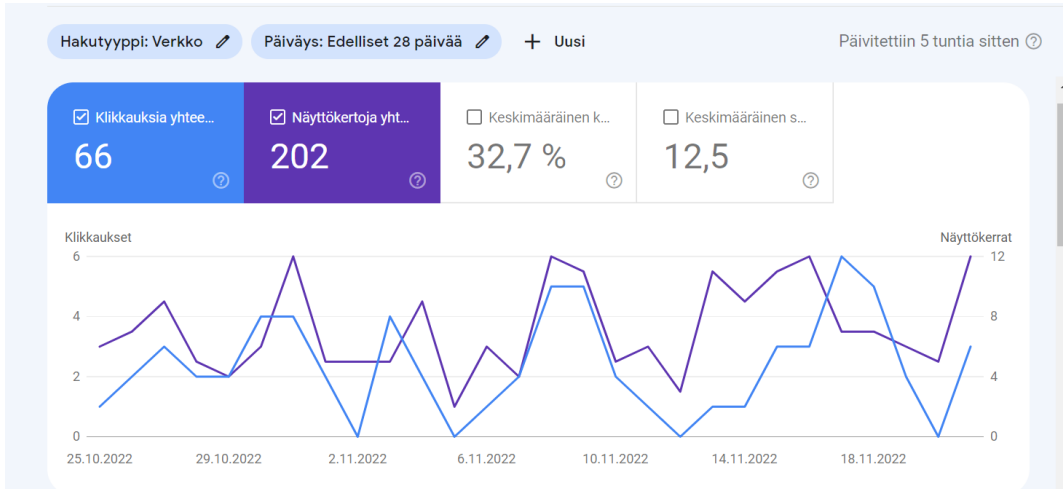 Hakutyyppi: Verkko Päiväys: Edelliset 28 päivää + Uusi Päivitettiin 5 tuntia sitten
Klikkauksia yhtee... Näyttökertoja yht... Keskimääräinen k... Keskimääräinen s...
66 202 32,7 % 12,5
Klikkaukset Näyttökerrat
6 12
4 8
2 4
0 0
25.10.2022 29.10.2022 2.11.2022 6.11.2022 10.11.2022 14.11.2022 18.11.2022